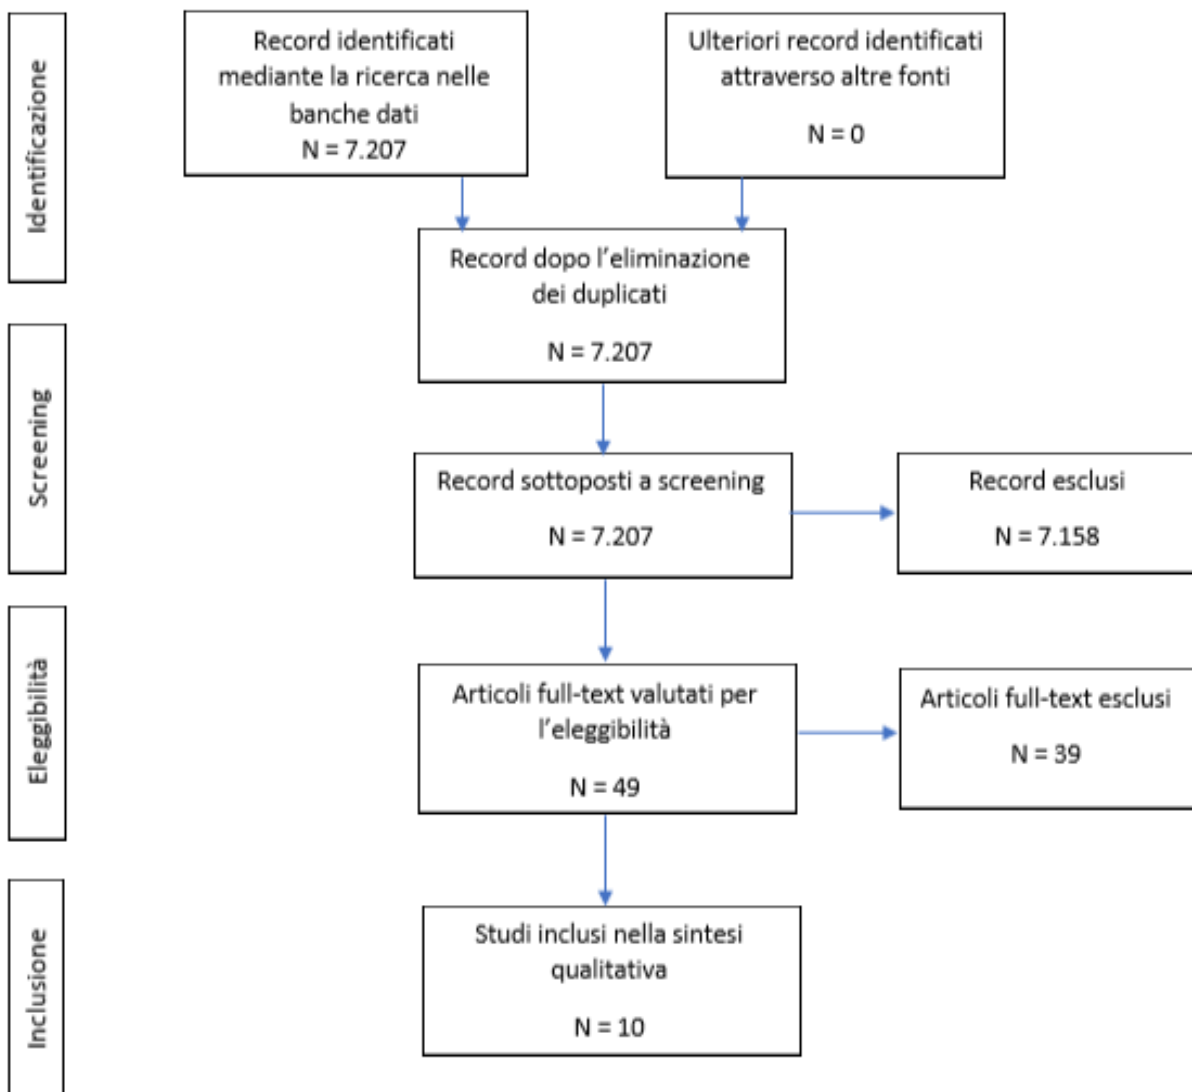 Identificazione
Record identificati
mediante la ricerca nelle
banche dati
N = 7.207
Ulteriori record identificati
attraverso altre fonti
N = 0
Record dopo l'eliminazione
dei duplicati
N = 7.207
Screening
Record sottoposti a screening
N = 7.207
Record esclusi
N = 7.158
Eleggibilità
Articoli full-text valutati per
l'eleggibilità
N = 49
Articoli full-text esclusi
N = 39
Inclusione
Studi inclusi nella sintesi
qualitativa
N = 10